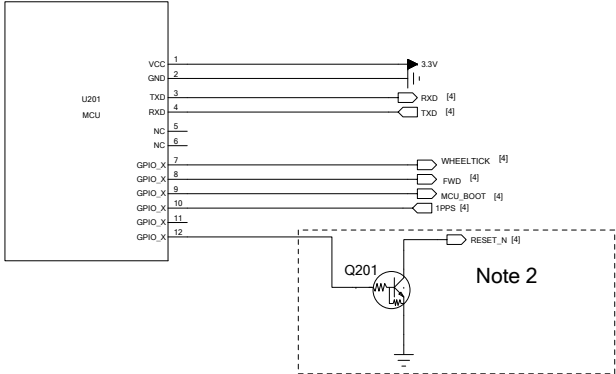 VCC 1 3.3V
GND 2
U201 TXD 3 RXD [4]
MCU RXD 4 TXD [4]
NC 5
NC 6
GPIO_X 7 WHEELTICK [4]
GPIO_X 8 FWD [4]
GPIO_X 9 MCU_BOOT [4]
GPIO_X 10 1PPS [4]
GPIO_X 11
GPIO_X 12
RESET_N [4]
Q201 Note 2